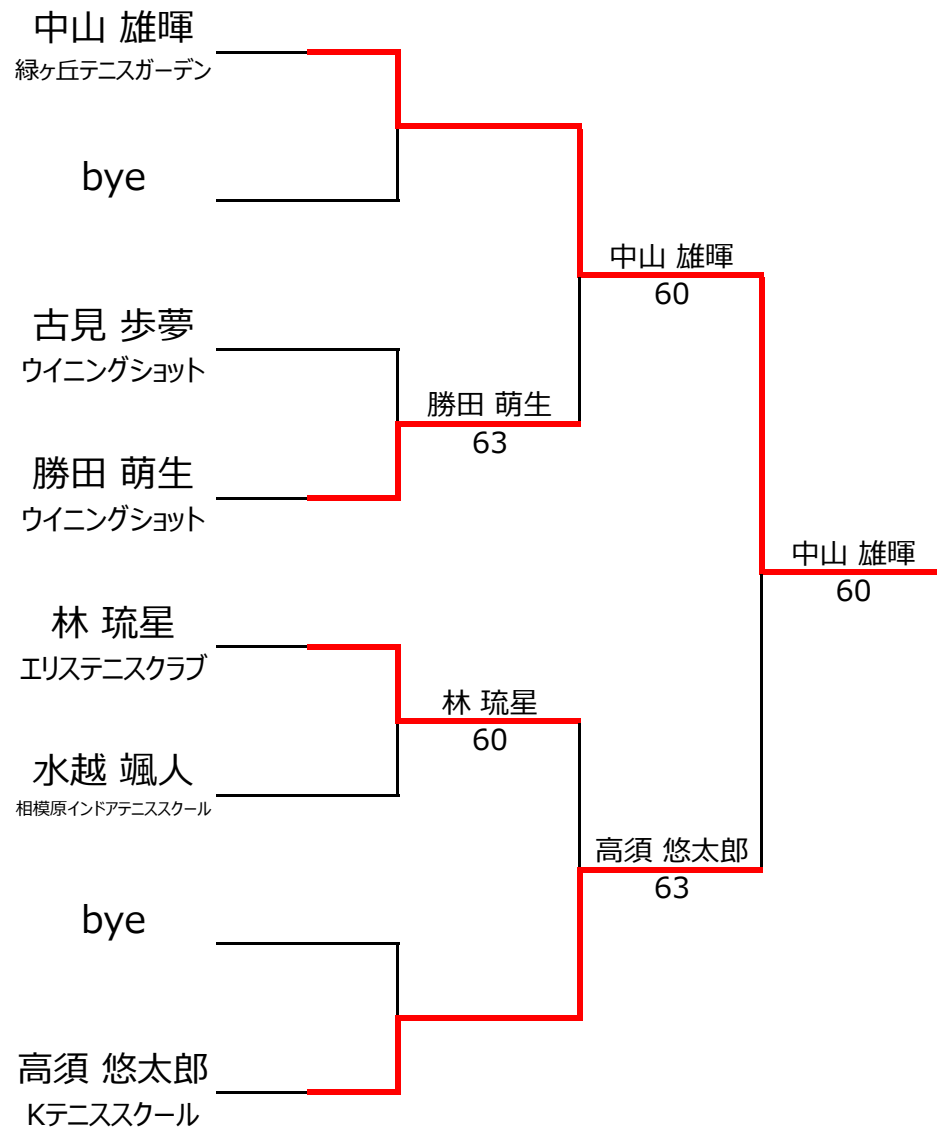 中山 雄暉
緑ヶ丘テニスガーデン
bye
古見 歩夢
ウイニングショット
勝田 萌生
ウイニングショット
林 琉星
エリステニスクラブ
水越 颯人
相模原インドアテニススクール
bye
高須 悠太郎
Kテニススクール
勝田 萌生
63
林 琉星
60
中山 雄暉
60
高須 悠太郎
63
中山 雄暉
60